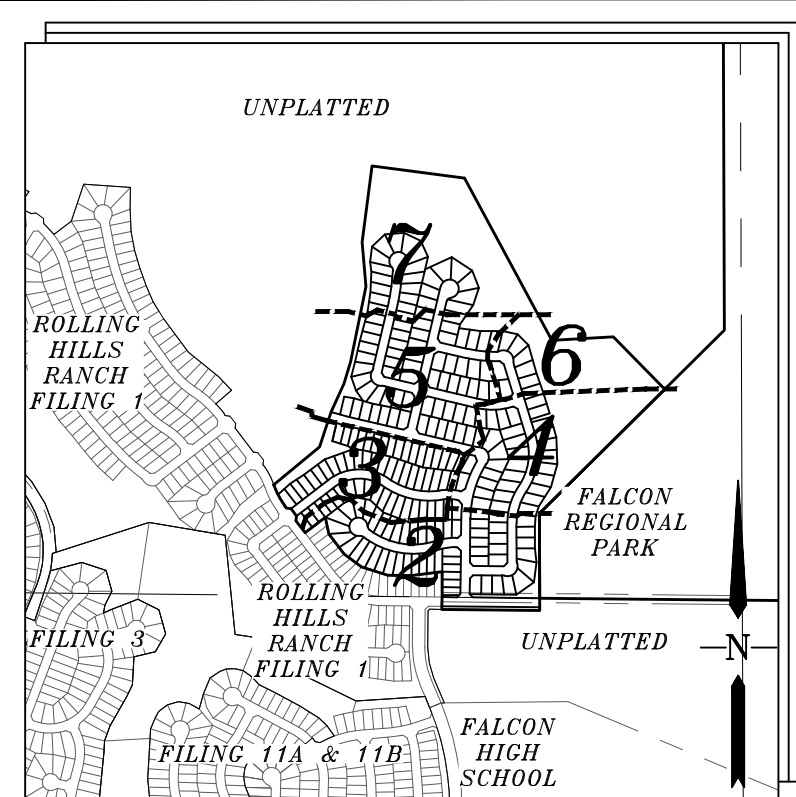 UNPLATTED
7
ROLLING
HILLS
RANCH
FILING 1
6
5
1
3
FALCON
REGIONAL
PARK
2
ROLLING
HILLS
RANCH
FILING 1
FILING 3
UNPLATTED
N
FALCON
HIGH
SCHOOL
FILING 11A & 11B